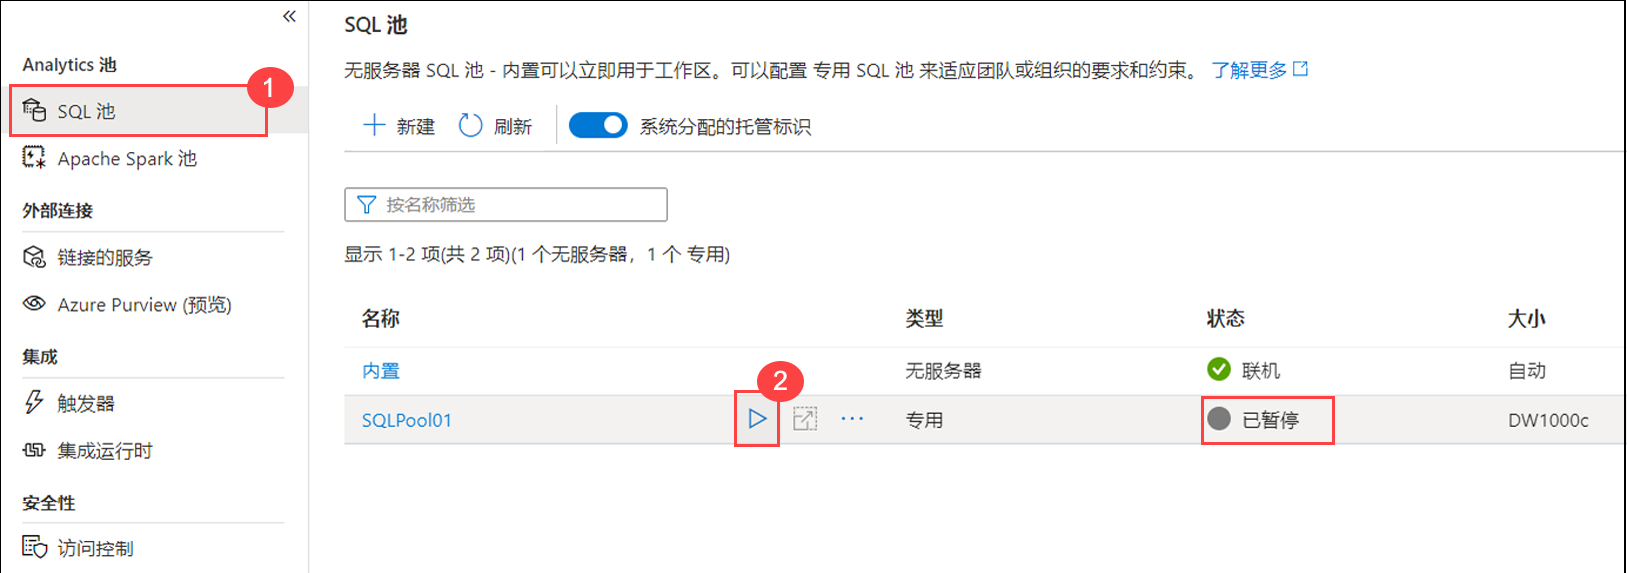 «
Analytics 池
1
SQL 池
Apache Spark 池
外部连接
链接的服务
Azure Purview (预览)
集成
触发器
集成运行时
安全性
访问控制
SQL 池
无服务器 SQL 池 - 内置可以立即用于工作区。可以配置 专用 SQL 池 来适应团队或组织的要求和约束。 了解更多
新建 刷新 系统分配的托管标识
按名称筛选
显示 1-2 项(共 2 项)(1 个无服务器，1 个 专用)
名称 类型 状态 大小
内置 无服务器 联机 自动
2
SQLPool01 ··· 专用 已暂停 DW1000c